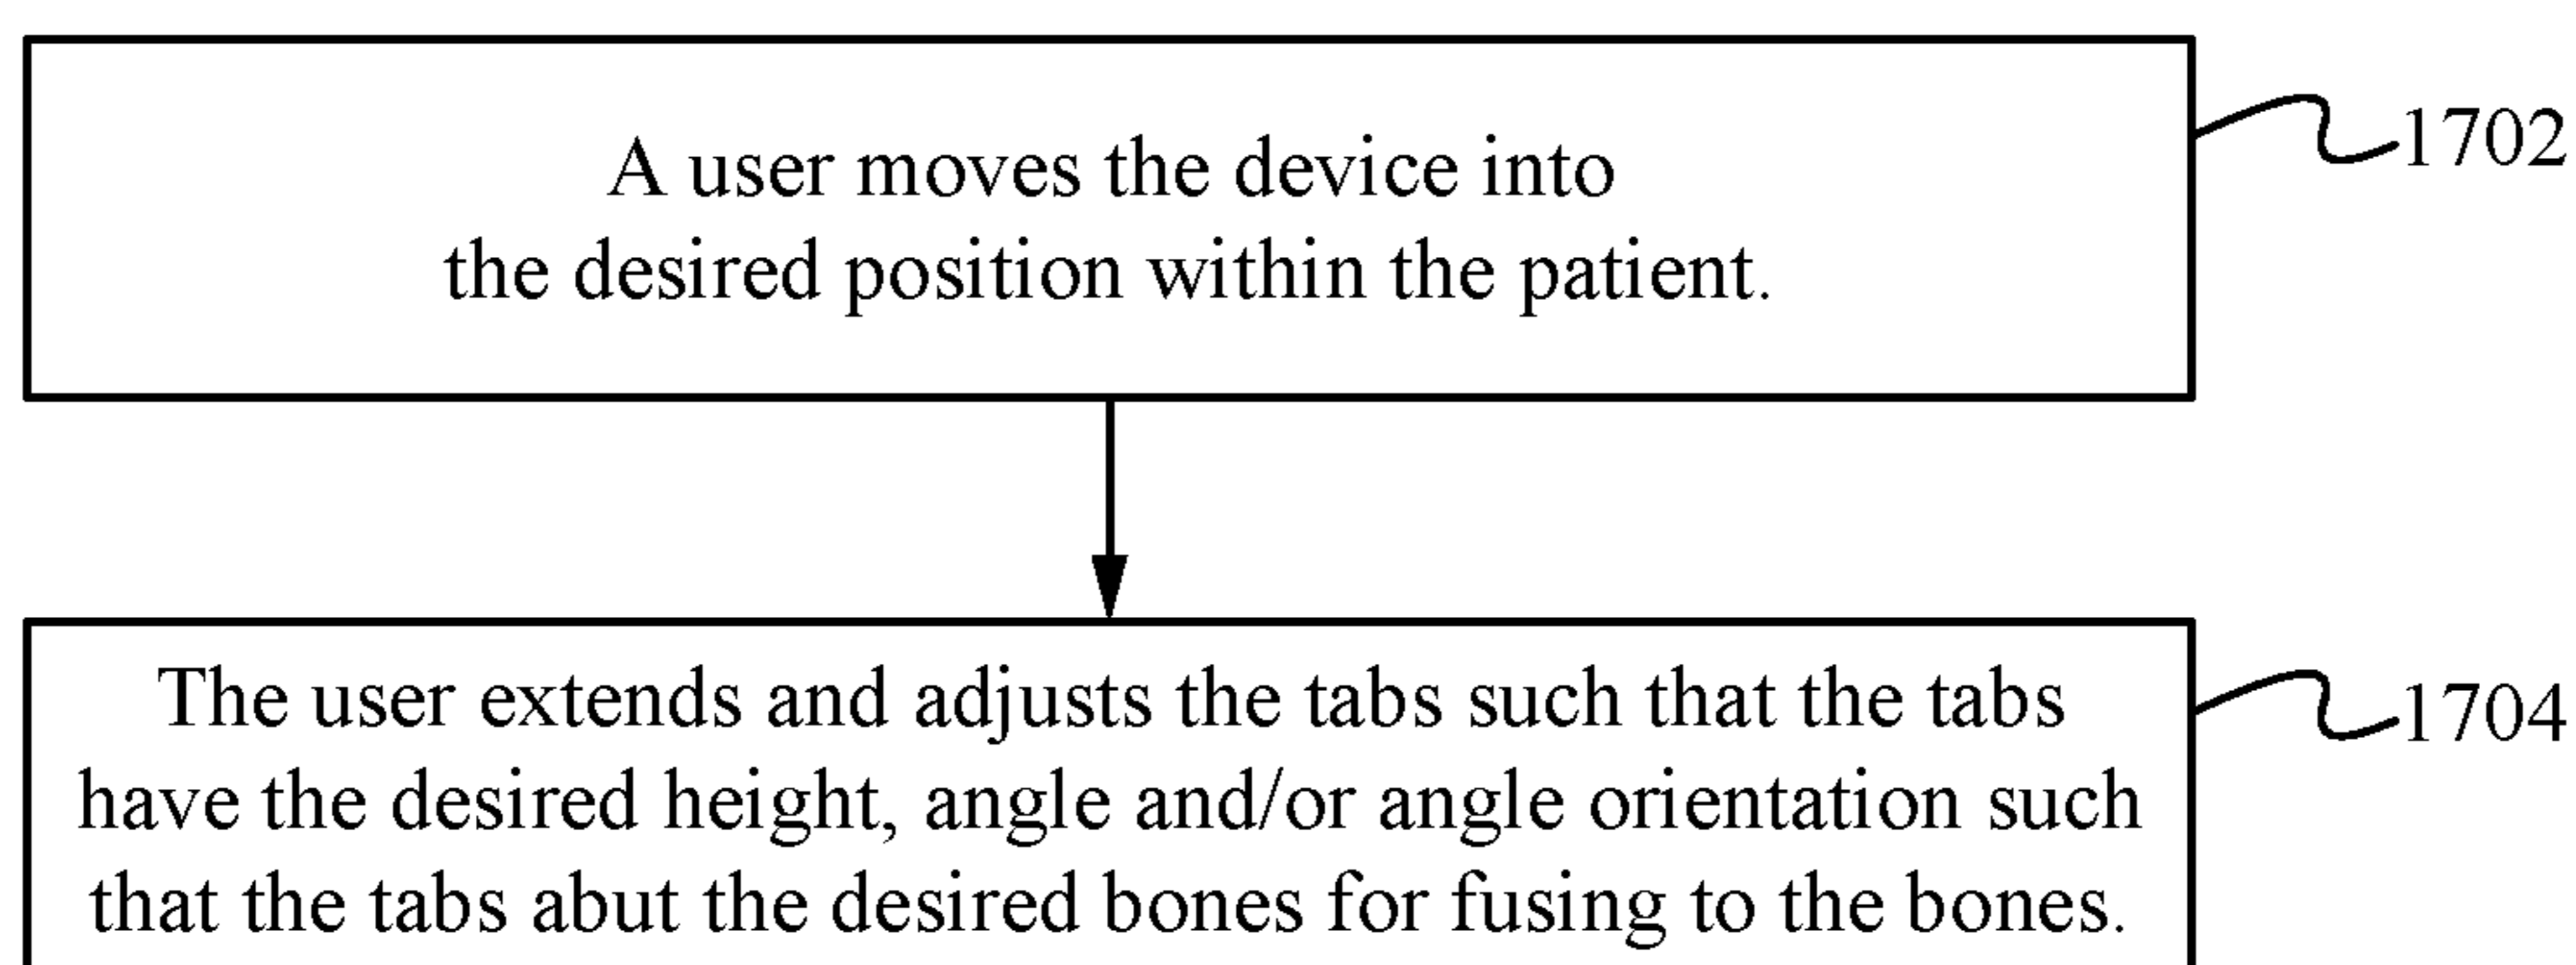 A user moves the device into
the desired position within the patient.
1702
The user extends and adjusts the tabs such that the tabs
have the desired height, angle and/or angle orientation such
that the tabs abut the desired bones for fusing to the bones.
1704